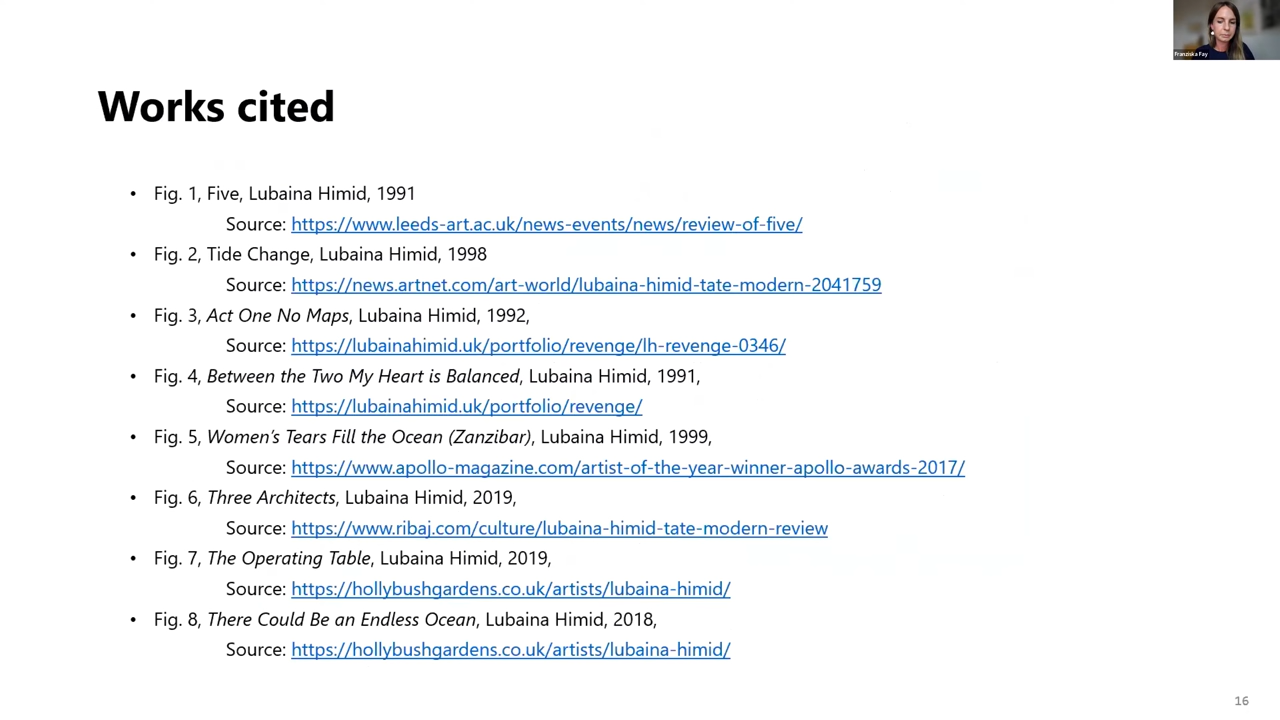 Franziska Fay
Works cited
• Fig. 1, Five, Lubaina Himid, 1991
Source: https://www.leeds-art.ac.uk/news-events/news/review-of-five/
• Fig. 2, Tide Change, Lubaina Himid, 1998
Source: https://news.artnet.com/art-world/lubaina-himid-tate-modern-2041759
• Fig. 3, Act One No Maps, Lubaina Himid, 1992,
Source: https://lubainahimid.uk/portfolio/revenge/lh-revenge-0346/
• Fig. 4, Between the Two My Heart is Balanced, Lubaina Himid, 1991,
Source: https://lubainahimid.uk/portfolio/revenge/
• Fig. 5, Women’s Tears Fill the Ocean (Zanzibar), Lubaina Himid, 1999,
Source: https://www.apollo-magazine.com/artist-of-the-year-winner-apollo-awards-2017/
• Fig. 6, Three Architects, Lubaina Himid, 2019,
Source: https://www.ribaj.com/culture/lubaina-himid-tate-modern-review
• Fig. 7, The Operating Table, Lubaina Himid, 2019,
Source: https://hollybushgardens.co.uk/artists/lubaina-himid/
• Fig. 8, There Could Be an Endless Ocean, Lubaina Himid, 2018,
Source: https://hollybushgardens.co.uk/artists/lubaina-himid/
16